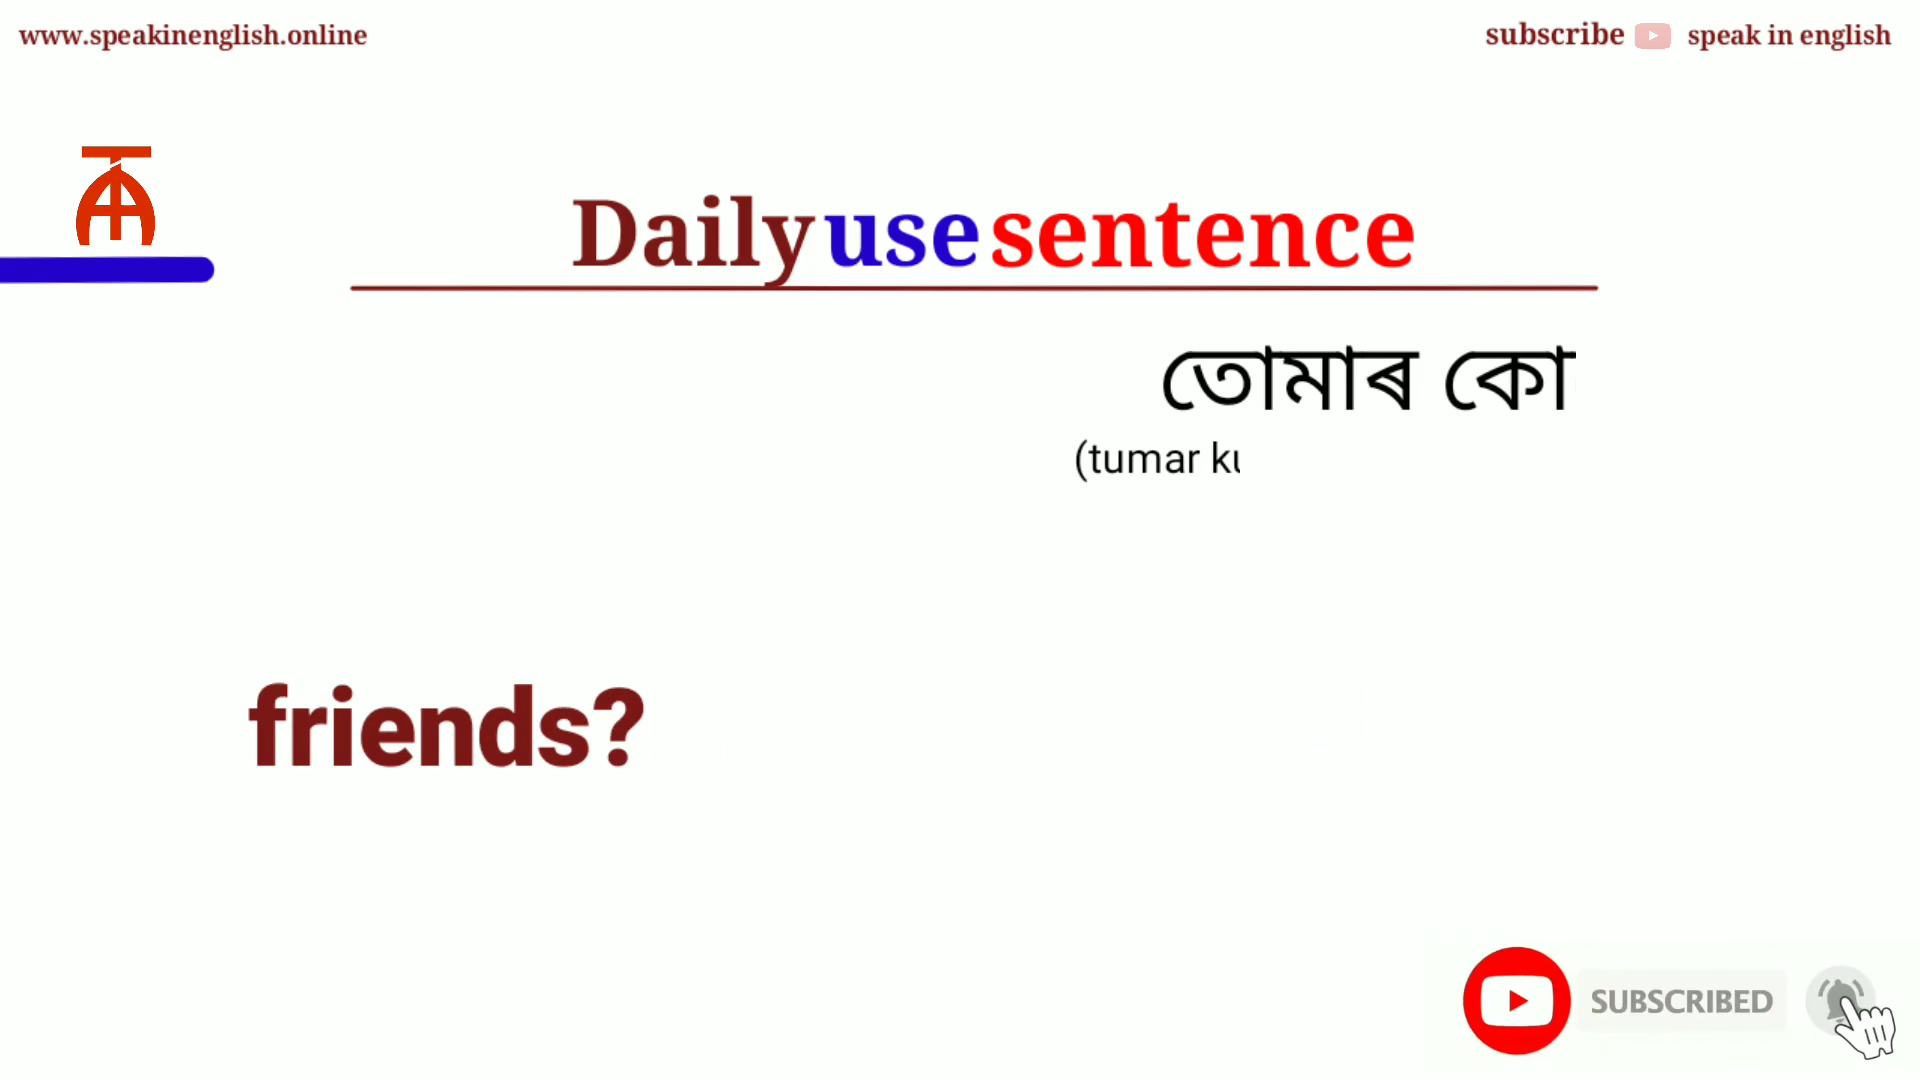 www.speakinenglish.online
subscribe speak in english
Daily use sentence
তোমাৰ কো
(tumar
friends?
SUBSCRIBED